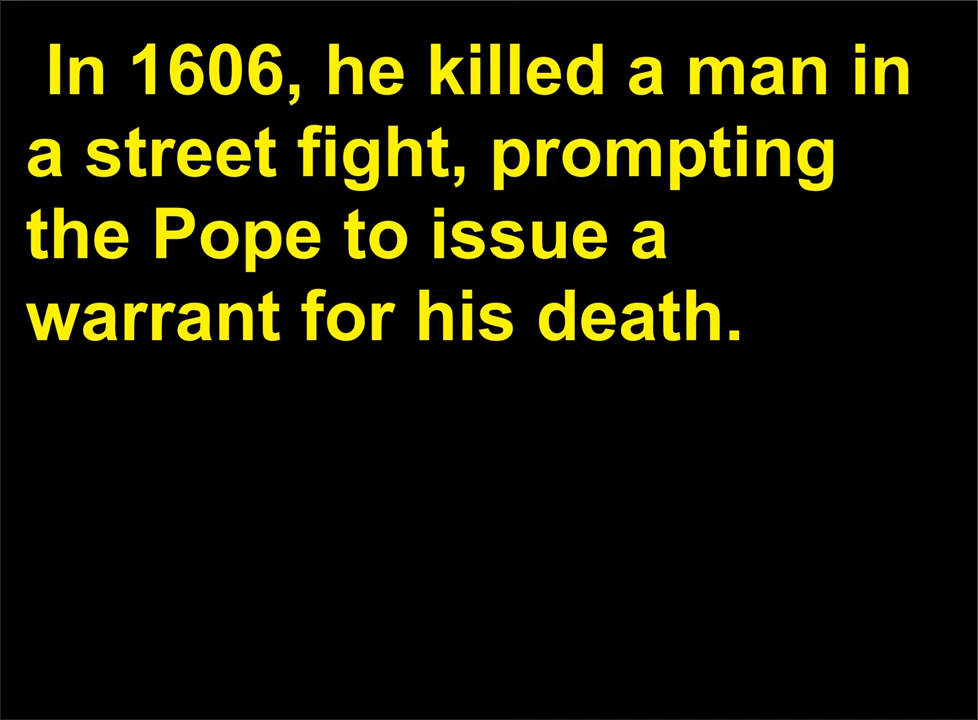 In 1606, he killed a man in
a street fight, prompting
the Pope to issue a
warrant for his death.